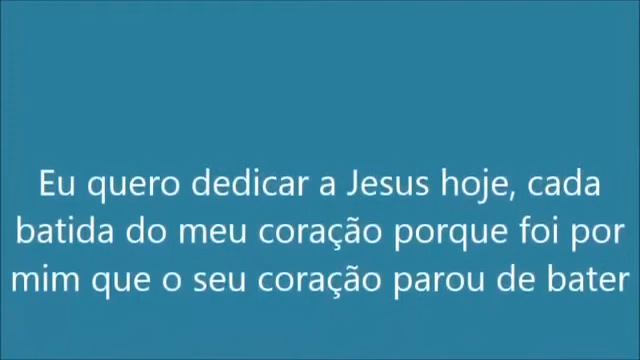 Eu quero dedicar a Jesus hoje, cada
batida do meu coração porque foi por
mim que o seu coração parou de bater